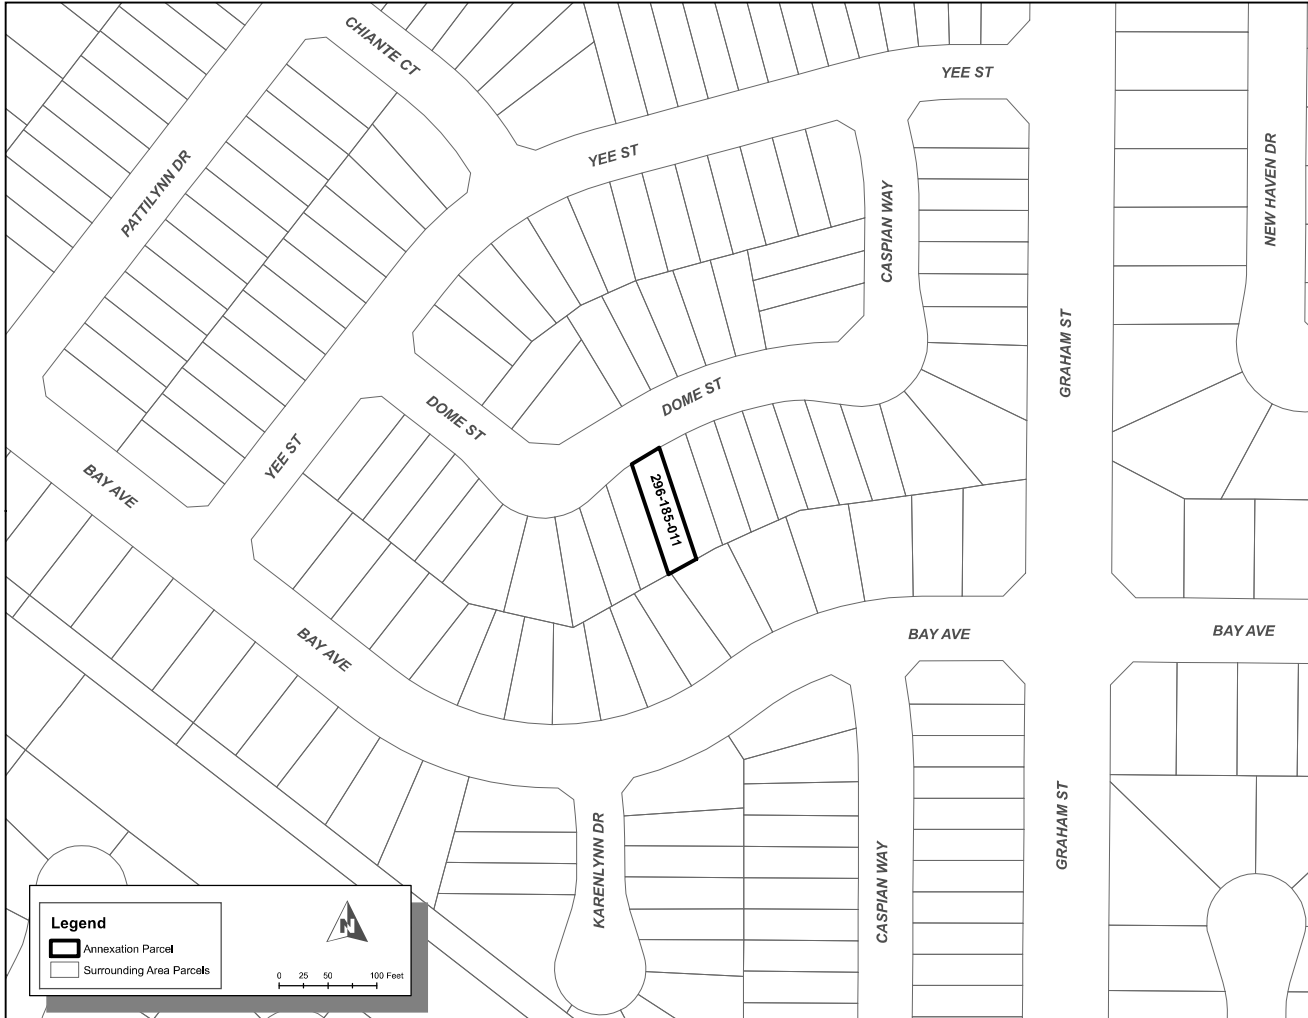 CHIANTE CT
YEE ST
YEE ST
PATTILYNN DR
CASPIAN WAY
NEW HAVEN DR
GRAHAM ST
DOME ST
DOME ST
YEE ST
BAY AVE
296-185-011
BAY AVE
BAY AVE
BAY AVE
KARENLYNN DR
CASPIAN WAY
GRAHAM ST
Legend
Annexation Parcel
Surrounding Area Parcels
N
0 25 50 100 Feet